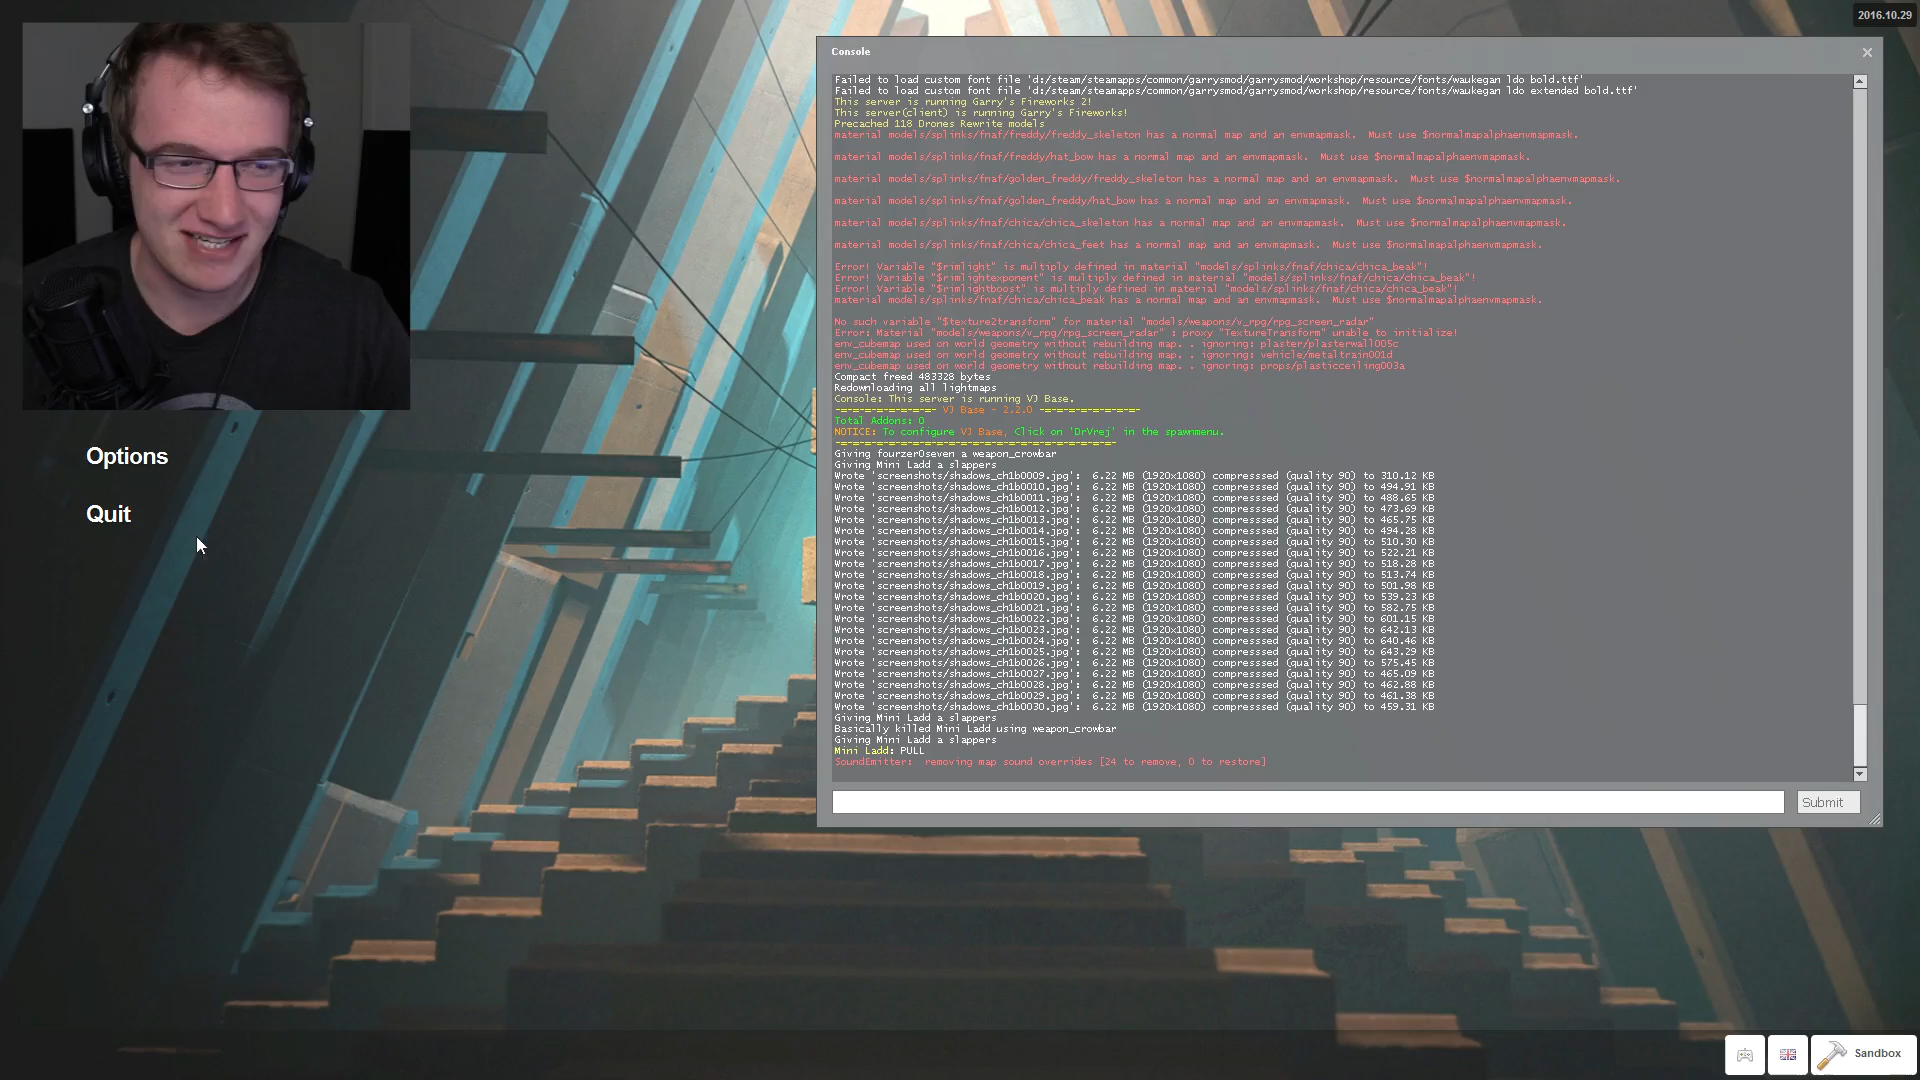 2016.10.29
Console
Failed to load custom font file 'd:/steam/steamapps/common/garrysmod/garrysmod/workshop/resource/fonts/waukegan ldo bold.ttf'
Failed to load custom font file 'd:/steam/steamapps/common/garrysmod/garrysmod/workshop/resource/fonts/waukegan ldo extended bold.ttf'
This server is running Garry's Fireworks 2!
This server(client) is running Garry's Fireworks!
Precached 118 Drones Rewrite models
material models/splinks/fnaf/freddy/freddy_skeleton has a normal map and an envmapmask.  Must use $normalmapalphaenvmapmask.
material models/splinks/fnaf/freddy/hat_bow has a normal map and an envmapmask.  Must use $normalmapalphaenvmapmask.
material models/splinks/fnaf/golden_freddy/freddy_skeleton has a normal map and an envmapmask.  Must use $normalmapalphaenvmapmask.
material models/splinks/fnaf/golden_freddy/hat_bow has a normal map and an envmapmask.  Must use $normalmapalphaenvmapmask.
material models/splinks/fnaf/chica/chica_skeleton has a normal map and an envmapmask.  Must use $normalmapalphaenvmapmask.
material models/splinks/fnaf/chica/chica_feet has a normal map and an envmapmask.  Must use $normalmapalphaenvmapmask.
Error! Variable "$rimlight" is multiply defined in material "models/splinks/fnaf/chica/chica_beak"!
Error! Variable "$rimlightexponent" is multiply defined in material "models/splinks/fnaf/chica/chica_beak"!
Error! Variable "$rimlightboost" is multiply defined in material "models/splinks/fnaf/chica/chica_beak"!
material models/splinks/fnaf/chica/chica_beak has a normal map and an envmapmask.  Must use $normalmapalphaenvmapmask.
No such variable "$texture2transform" for material "models/weapons/v_rpg/rpg_screen_radar"
Error: Material "models/weapons/v_rpg/rpg_screen_radar" : proxy "TextureTransform" unable to initialize!
env_cubemap used on world geometry without rebuilding map. . ignoring: plaster/plasterwall005c
env_cubemap used on world geometry without rebuilding map. . ignoring: vehicle/metaltrain001d
env_cubemap used on world geometry without rebuilding map. . ignoring: props/plasticceiling003a
Compact freed 483328 bytes
Redownloading all lightmaps
Console: This server is running VJ Base.
-=-=-=-=-=-=-=-=- VJ Base - 2.2.0 -=-=-=-=-=-=-=-=-
Total Addons: 0
NOTICE: To configure VJ Base, Click on 'DrVrej' in the spawnmenu.
-=-=-=-=-=-=-=-=-=-=-=-=-=-=-=-=-=-=-=-=-=-=-=-
Giving fourzer0seven a weapon_crowbar
Giving Mini Ladd a slappers
Wrote 'screenshots/shadows_ch1b0009.jpg':  6.22 MB (1920x1080) compresssed (quality 90) to 310.12 KB
Wrote 'screenshots/shadows_ch1b0010.jpg':  6.22 MB (1920x1080) compresssed (quality 90) to 494.91 KB
Wrote 'screenshots/shadows_ch1b0011.jpg':  6.22 MB (1920x1080) compresssed (quality 90) to 488.65 KB
Wrote 'screenshots/shadows_ch1b0012.jpg':  6.22 MB (1920x1080) compresssed (quality 90) to 473.69 KB
Wrote 'screenshots/shadows_ch1b0013.jpg':  6.22 MB (1920x1080) compresssed (quality 90) to 465.75 KB
Wrote 'screenshots/shadows_ch1b0014.jpg':  6.22 MB (1920x1080) compresssed (quality 90) to 494.28 KB
Wrote 'screenshots/shadows_ch1b0015.jpg':  6.22 MB (1920x1080) compresssed (quality 90) to 510.30 KB
Wrote 'screenshots/shadows_ch1b0016.jpg':  6.22 MB (1920x1080) compresssed (quality 90) to 522.21 KB
Wrote 'screenshots/shadows_ch1b0017.jpg':  6.22 MB (1920x1080) compresssed (quality 90) to 518.28 KB
Wrote 'screenshots/shadows_ch1b0018.jpg':  6.22 MB (1920x1080) compresssed (quality 90) to 513.74 KB
Wrote 'screenshots/shadows_ch1b0019.jpg':  6.22 MB (1920x1080) compresssed (quality 90) to 501.98 KB
Wrote 'screenshots/shadows_ch1b0020.jpg':  6.22 MB (1920x1080) compresssed (quality 90) to 539.23 KB
Wrote 'screenshots/shadows_ch1b0021.jpg':  6.22 MB (1920x1080) compresssed (quality 90) to 582.75 KB
Wrote 'screenshots/shadows_ch1b0022.jpg':  6.22 MB (1920x1080) compresssed (quality 90) to 601.15 KB
Wrote 'screenshots/shadows_ch1b0023.jpg':  6.22 MB (1920x1080) compresssed (quality 90) to 642.13 KB
Wrote 'screenshots/shadows_ch1b0024.jpg':  6.22 MB (1920x1080) compresssed (quality 90) to 640.46 KB
Wrote 'screenshots/shadows_ch1b0025.jpg':  6.22 MB (1920x1080) compresssed (quality 90) to 643.29 KB
Wrote 'screenshots/shadows_ch1b0026.jpg':  6.22 MB (1920x1080) compresssed (quality 90) to 575.45 KB
Wrote 'screenshots/shadows_ch1b0027.jpg':  6.22 MB (1920x1080) compresssed (quality 90) to 465.09 KB
Wrote 'screenshots/shadows_ch1b0028.jpg':  6.22 MB (1920x1080) compresssed (quality 90) to 462.88 KB
Wrote 'screenshots/shadows_ch1b0029.jpg':  6.22 MB (1920x1080) compresssed (quality 90) to 461.38 KB
Wrote 'screenshots/shadows_ch1b0030.jpg':  6.22 MB (1920x1080) compresssed (quality 90) to 459.31 KB
Giving Mini Ladd a slappers
Basically killed Mini Ladd using weapon_crowbar
Giving Mini Ladd a slappers
Mini Ladd: PULL
SoundEmitter:  removing map sound overrides [24 to remove, 0 to restore]
Submit
Options
Quit
Sandbox